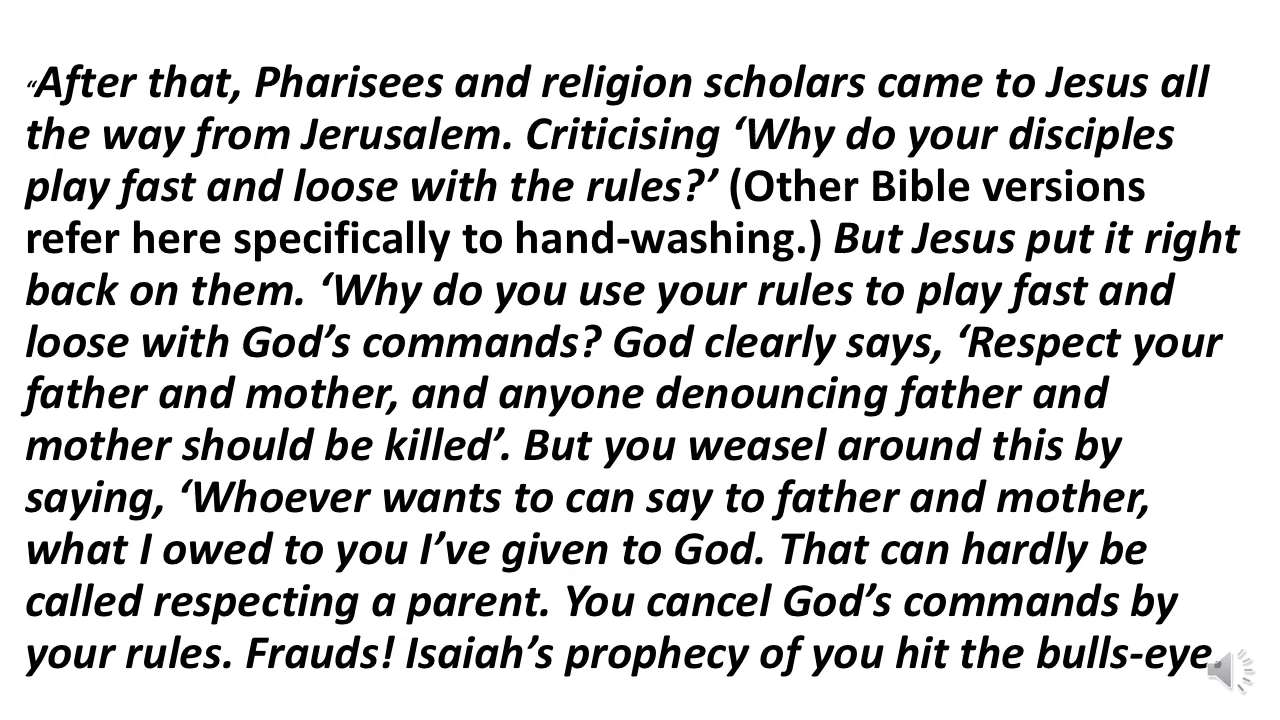 “After that, Pharisees and religion scholars came to Jesus all
the way from Jerusalem. Criticising ‘Why do your disciples
play fast and loose with the rules?’ (Other Bible versions
refer here specifically to hand-washing.) But Jesus put it right
back on them. ‘Why do you use your rules to play fast and
loose with God’s commands? God clearly says, ‘Respect your
father and mother, and anyone denouncing father and
mother should be killed’. But you weasel around this by
saying, ‘Whoever wants to can say to father and mother,
what I owed to you I’ve given to God. That can hardly be
called respecting a parent. You cancel God’s commands by
your rules. Frauds! Isaiah’s prophecy of you hit the bulls-eye.